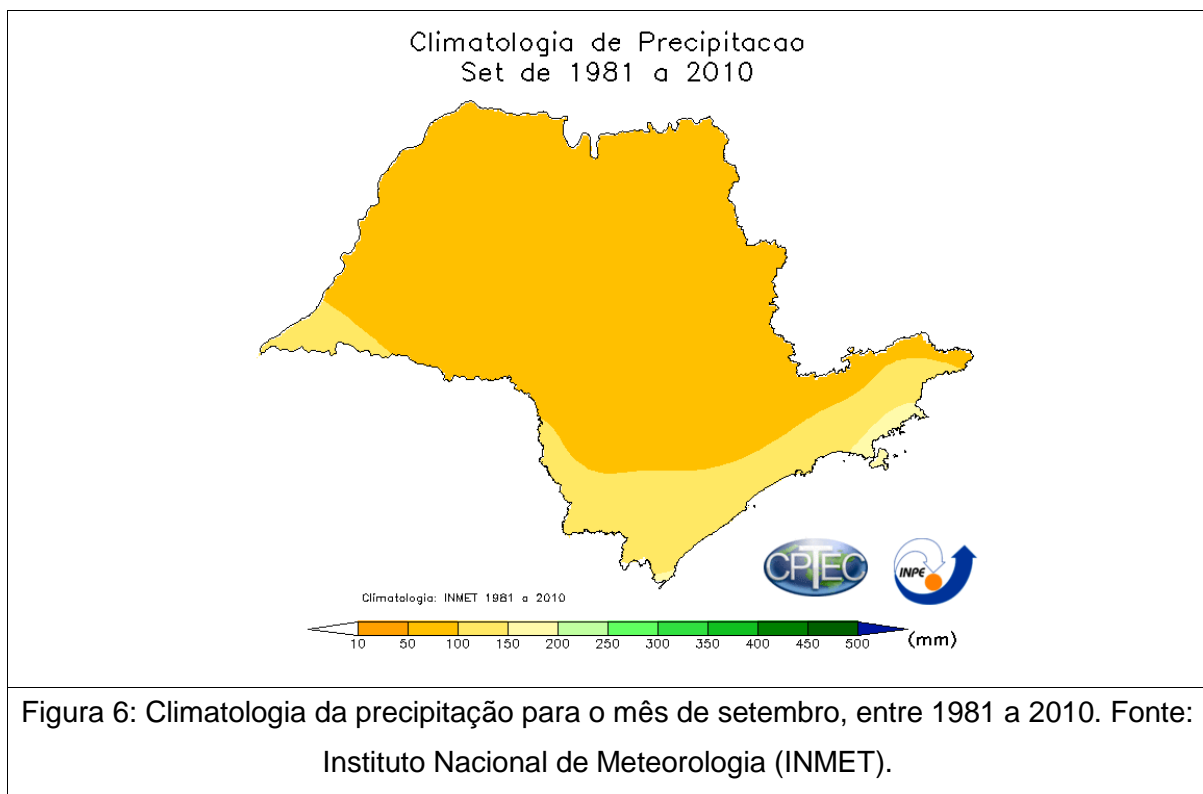 Climatologia de Precipitacao
Set de 1981 a 2010
CPTEC
INPE
Climatologia: INMET 1981 a 2010
10 50 100 150 200 250 300 350 400 450 500 (mm)
Figura 6: Climatologia da precipitação para o mês de setembro, entre 1981 a 2010. Fonte:
Instituto Nacional de Meteorologia (INMET).